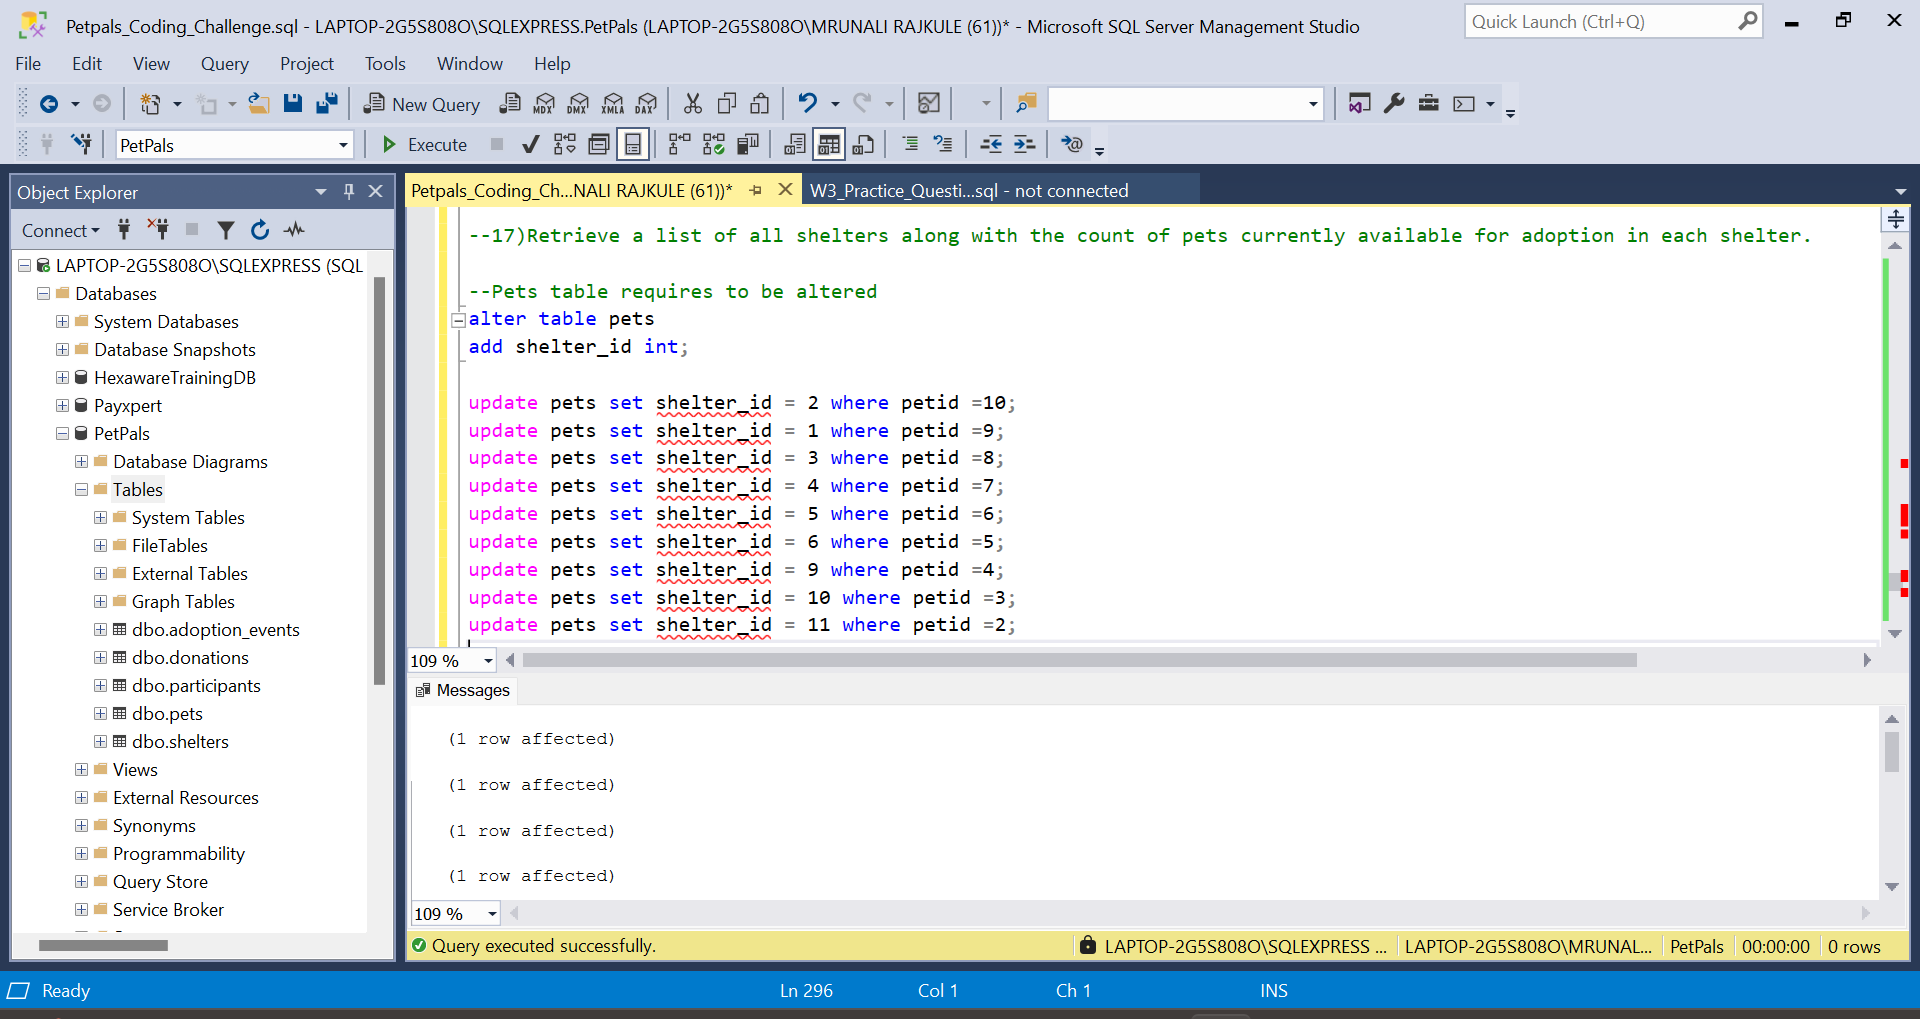 Petpals_Coding_Challenge.sql - LAPTOP-2G5S808O\SQLEXPRESS.PetPals (LAPTOP-2G5S808O\MRUNALI RAJKULE (61))* - Microsoft SQL Server Management Studio
Quick Launch (Ctrl+Q)
File Edit View Query Project Tools Window Help
New Query MDX DMX XMLA DAX
PetPals Execute
Object Explorer
Connect
LAPTOP-2G5S808O\SQLEXPRESS (SQL
Databases
System Databases
Database Snapshots
HexawareTrainingDB
Payxpert
PetPals
Database Diagrams
Tables
System Tables
FileTables
External Tables
Graph Tables
dbo.adoption_events
dbo.donations
dbo.participants
dbo.pets
dbo.shelters
Views
External Resources
Synonyms
Programmability
Query Store
Service Broker
Petpals_Coding_Ch...NALI RAJKULE (61))* W3_Practice_Questi...sql - not connected
--17)Retrieve a list of all shelters along with the count of pets currently available for adoption in each shelter.
--Pets table requires to be altered
alter table pets
add shelter_id int;
update pets set shelter_id = 2 where petid =10;
update pets set shelter_id = 1 where petid =9;
update pets set shelter_id = 3 where petid =8;
update pets set shelter_id = 4 where petid =7;
update pets set shelter_id = 5 where petid =6;
update pets set shelter_id = 6 where petid =5;
update pets set shelter_id = 9 where petid =4;
update pets set shelter_id = 10 where petid =3;
update pets set shelter_id = 11 where petid =2;
109 %
Messages
(1 row affected)
(1 row affected)
(1 row affected)
(1 row affected)
109 %
Query executed successfully. LAPTOP-2G5S808O\SQLEXPRESS ... LAPTOP-2G5S808O\MRUNAL... PetPals 00:00:00 0 rows
Ready Ln 296 Col 1 Ch 1 INS